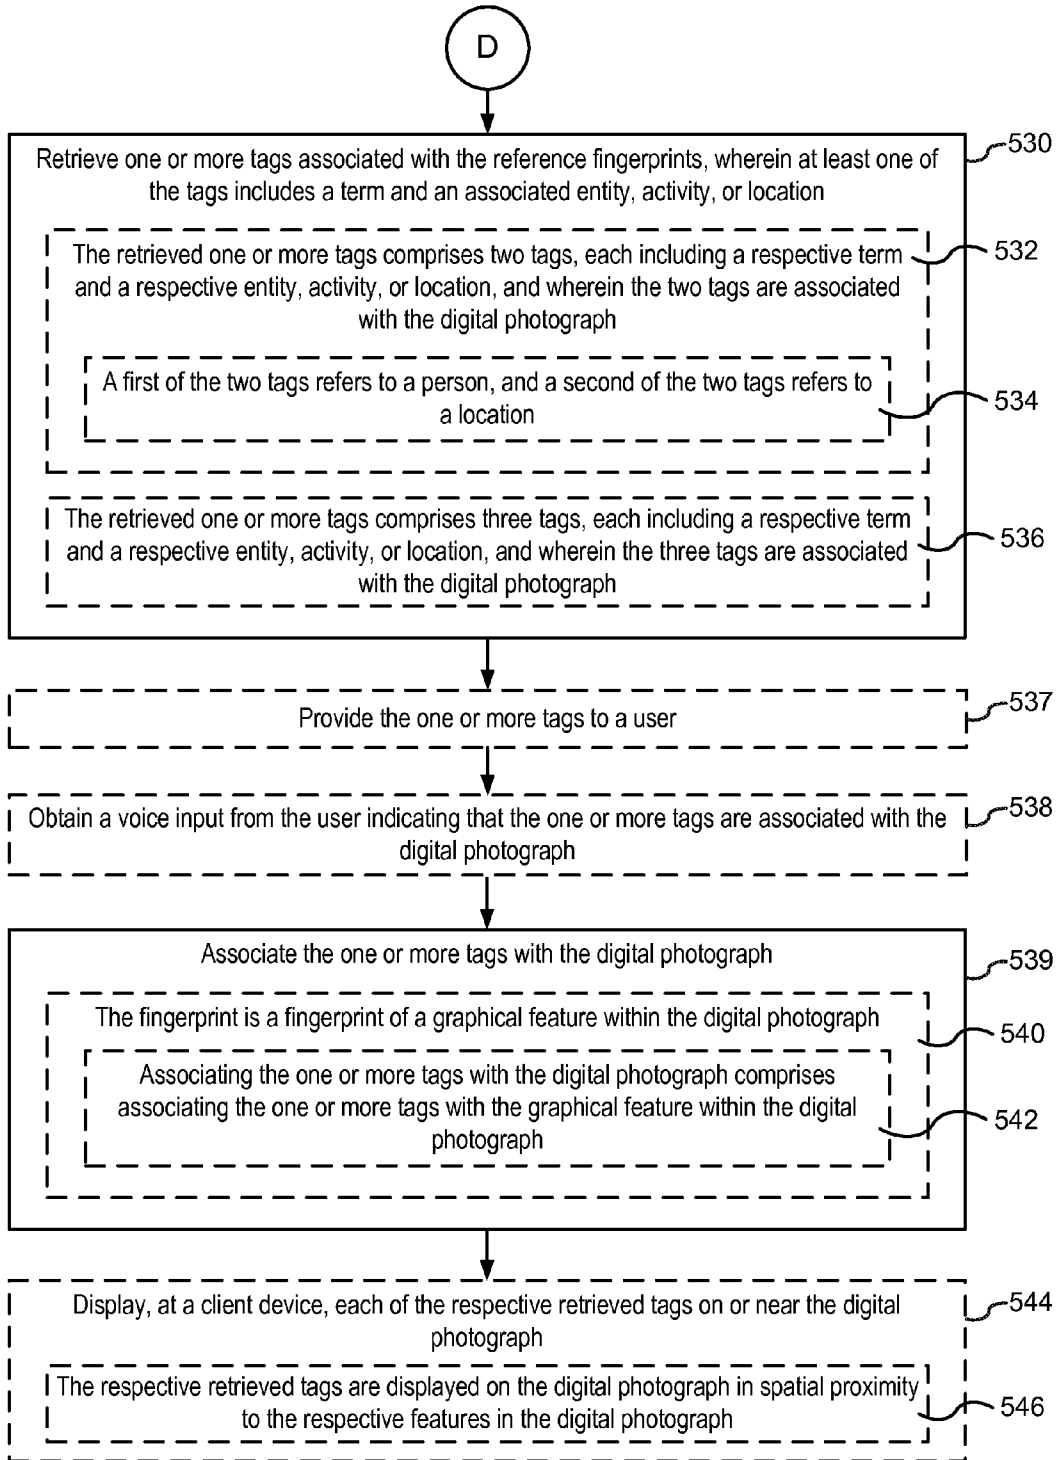 D
Retrieve one or more tags associated with the reference fingerprints, wherein at least one of
the tags includes a term and an associated entity, activity, or location
530
The retrieved one or more tags comprises two tags, each including a respective term
and a respective entity, activity, or location, and wherein the two tags are associated
with the digital photograph
532
A first of the two tags refers to a person, and a second of the two tags refers to
a location
534
The retrieved one or more tags comprises three tags, each including a respective term
and a respective entity, activity, or location, and wherein the three tags are associated
with the digital photograph
536
Provide the one or more tags to a user
537
Obtain a voice input from the user indicating that the one or more tags are associated with the
digital photograph
538
Associate the one or more tags with the digital photograph
539
The fingerprint is a fingerprint of a graphical feature within the digital photograph
540
Associating the one or more tags with the digital photograph comprises
associating the one or more tags with the graphical feature within the digital
photograph
542
Display, at a client device, each of the respective retrieved tags on or near the digital
photograph
544
The respective retrieved tags are displayed on the digital photograph in spatial proximity
to the respective features in the digital photograph
546